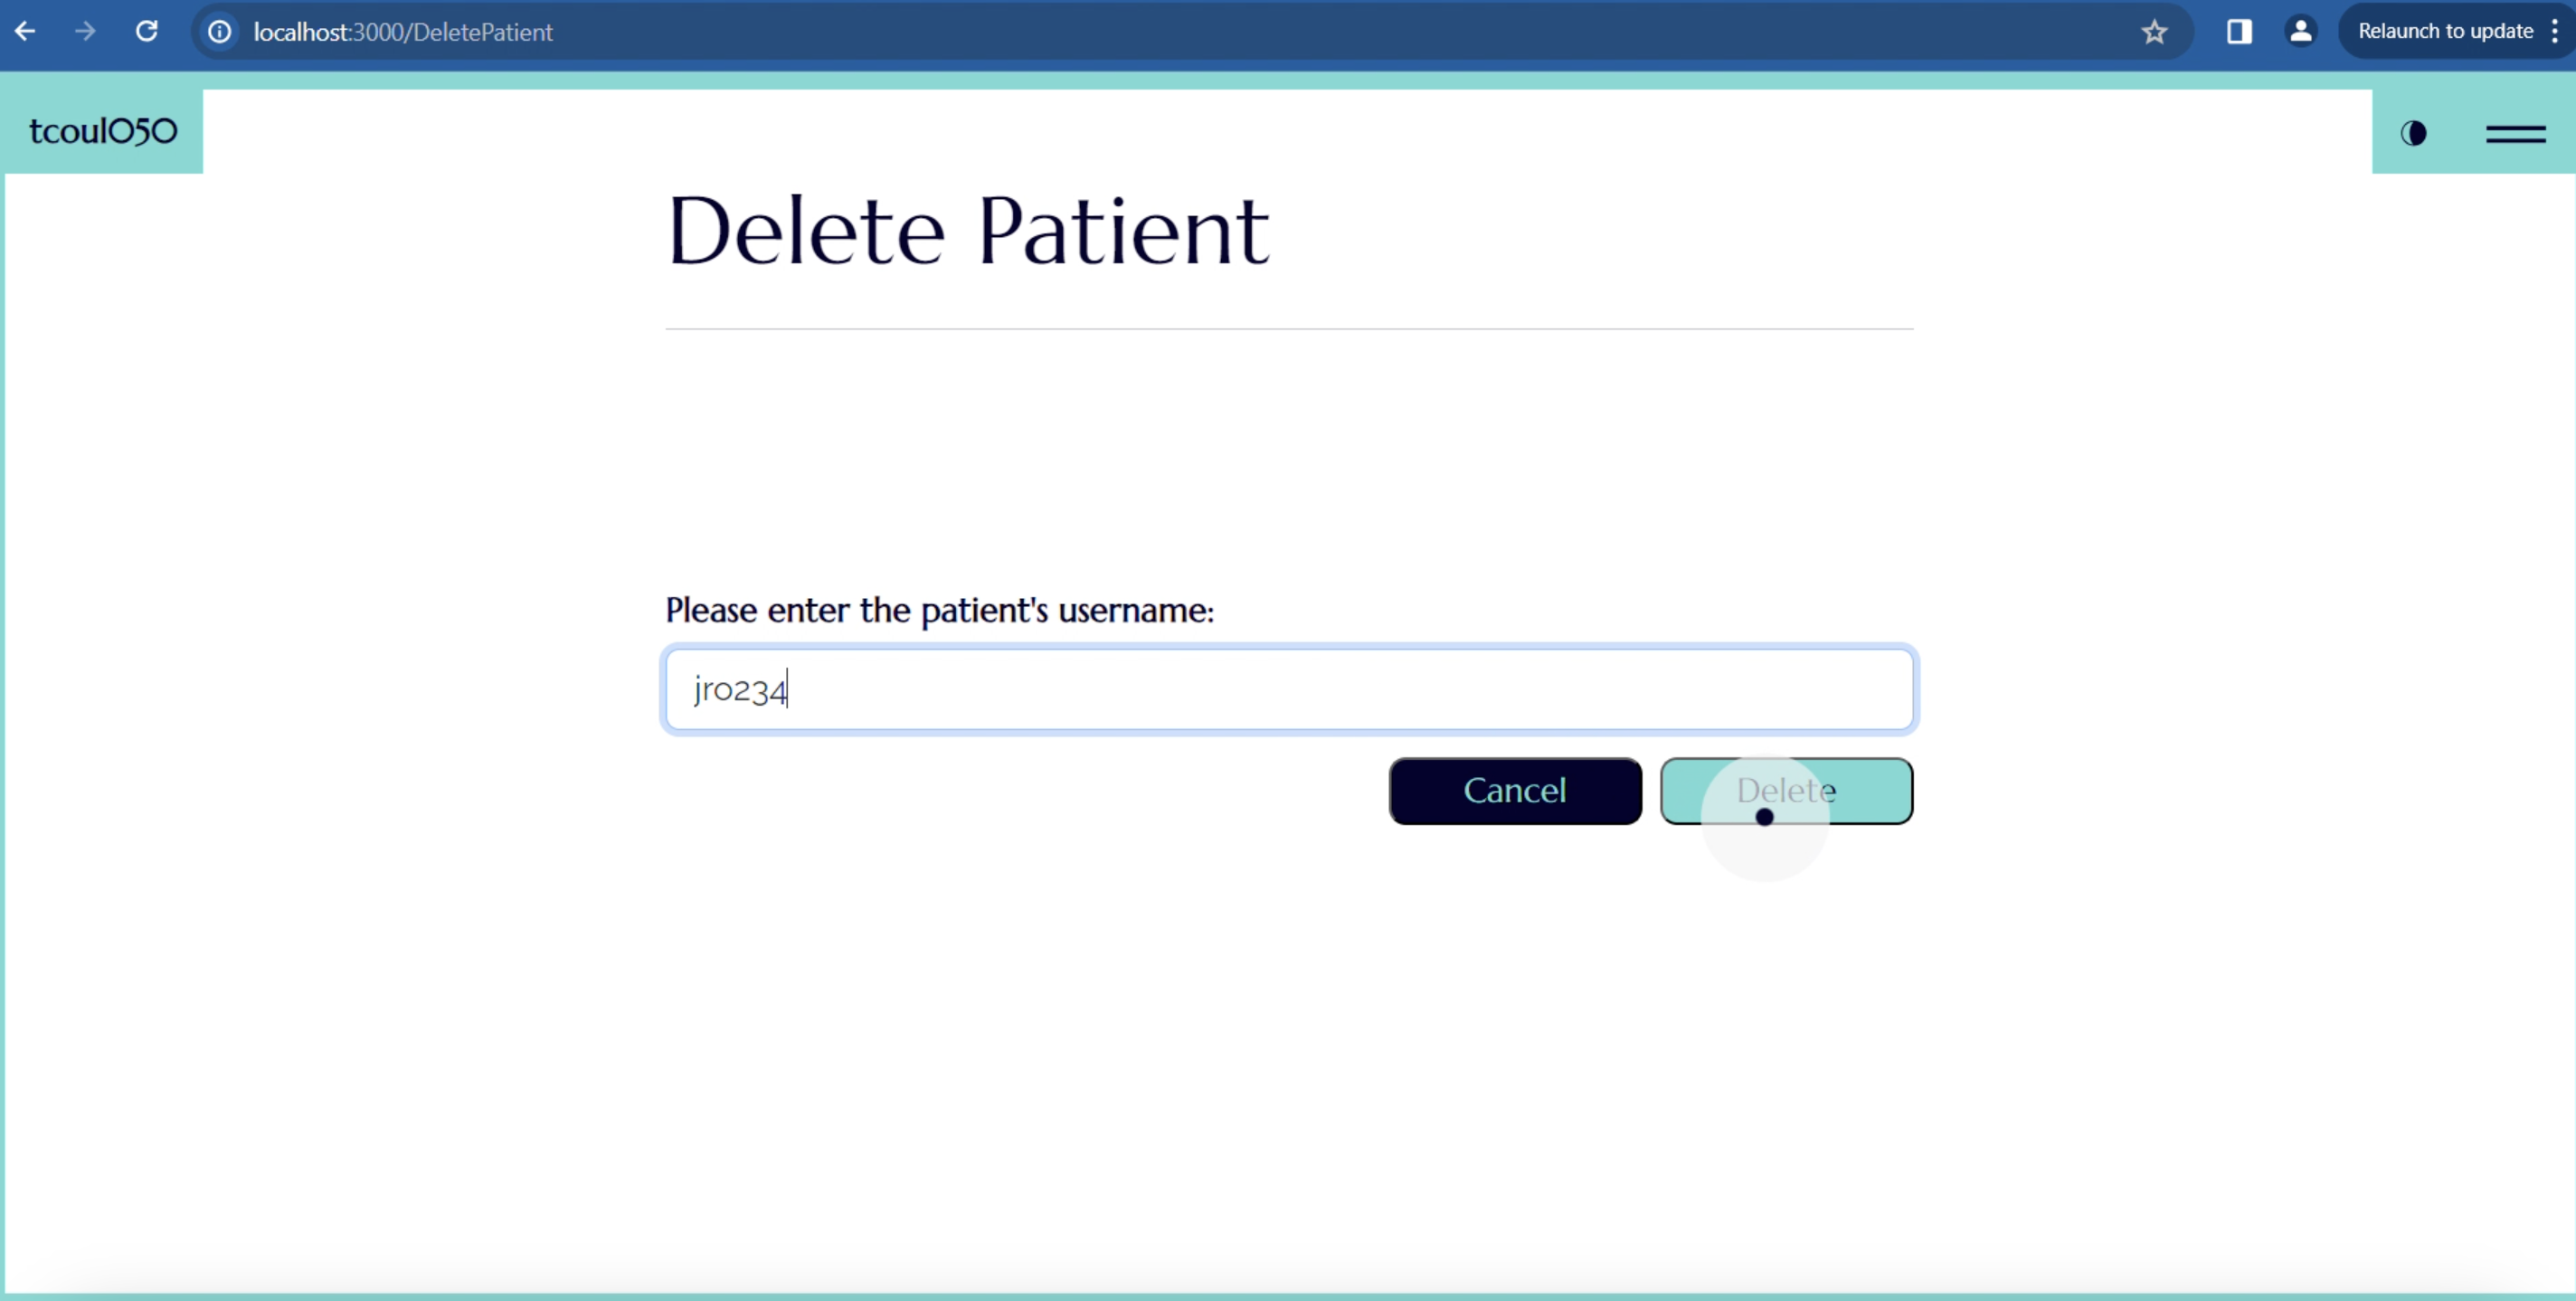 localhost:3000/DeletePatient
Relaunch to update
tcoul050
Delete Patient
Please enter the patient's username:
jro234
Cancel
Delete